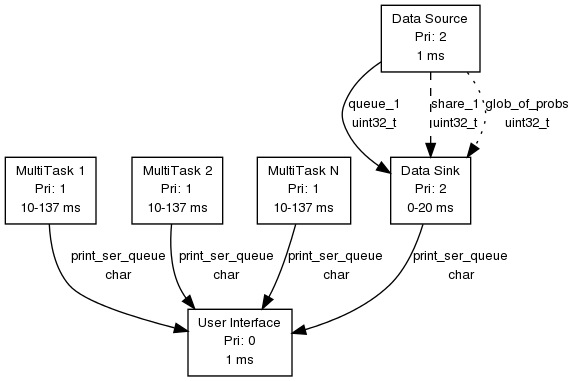 Data Source
Pri: 2
1 ms
queue_1
uint32_t
share_1
uint32_t
glob_of_probs
uint32_t
MultiTask 1
Pri: 1
10-137 ms
MultiTask 2
Pri: 1
10-137 ms
MultiTask N
Pri: 1
10-137 ms
Data Sink
Pri: 2
0-20 ms
print_ser_queue
char
print_ser_queue
char
print_ser_queue
char
print_ser_queue
char
User Interface
Pri: 0
1 ms